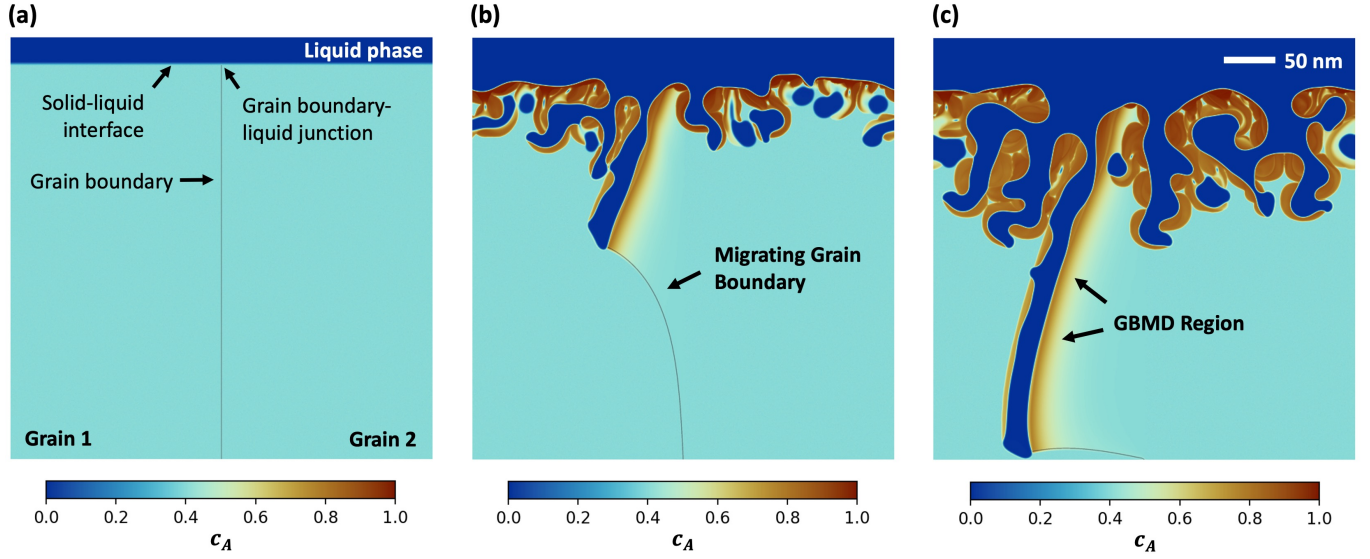 (a)
Liquid phase
Solid-liquid
interface
Grain boundary-
liquid junction
Grain boundary
Grain 1
Grain 2
0.0 0.2 0.4 0.6 0.8 1.0
c_A
(b)
Migrating Grain
Boundary
0.0 0.2 0.4 0.6 0.8 1.0
c_A
(c)
50 nm
GBMD Region
0.0 0.2 0.4 0.6 0.8 1.0
c_A